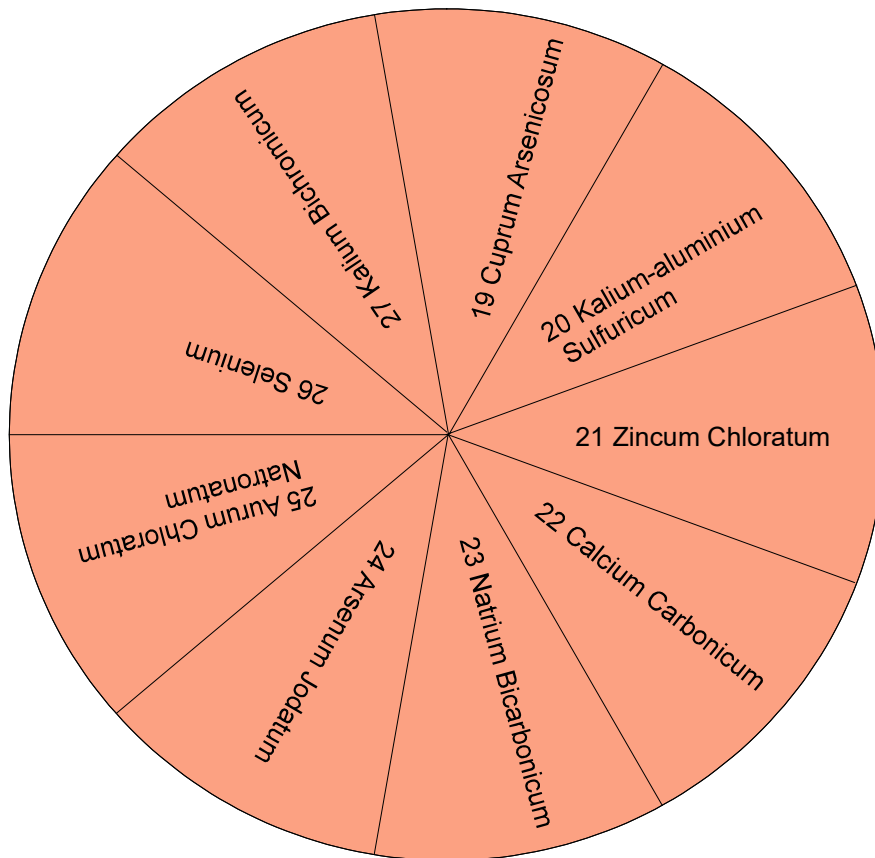 19 Cuprum Arsenicosum
20 Kalium-aluminium
Sulfuricum
21 Zincum Chloratum
22 Calcium Carbonicum
23 Natrium Bicarbonicum
24 Arsenum Jodatum
25 Aurum Chloratum
Natronatum
26 Selenium
27 Kalium Bichromicum